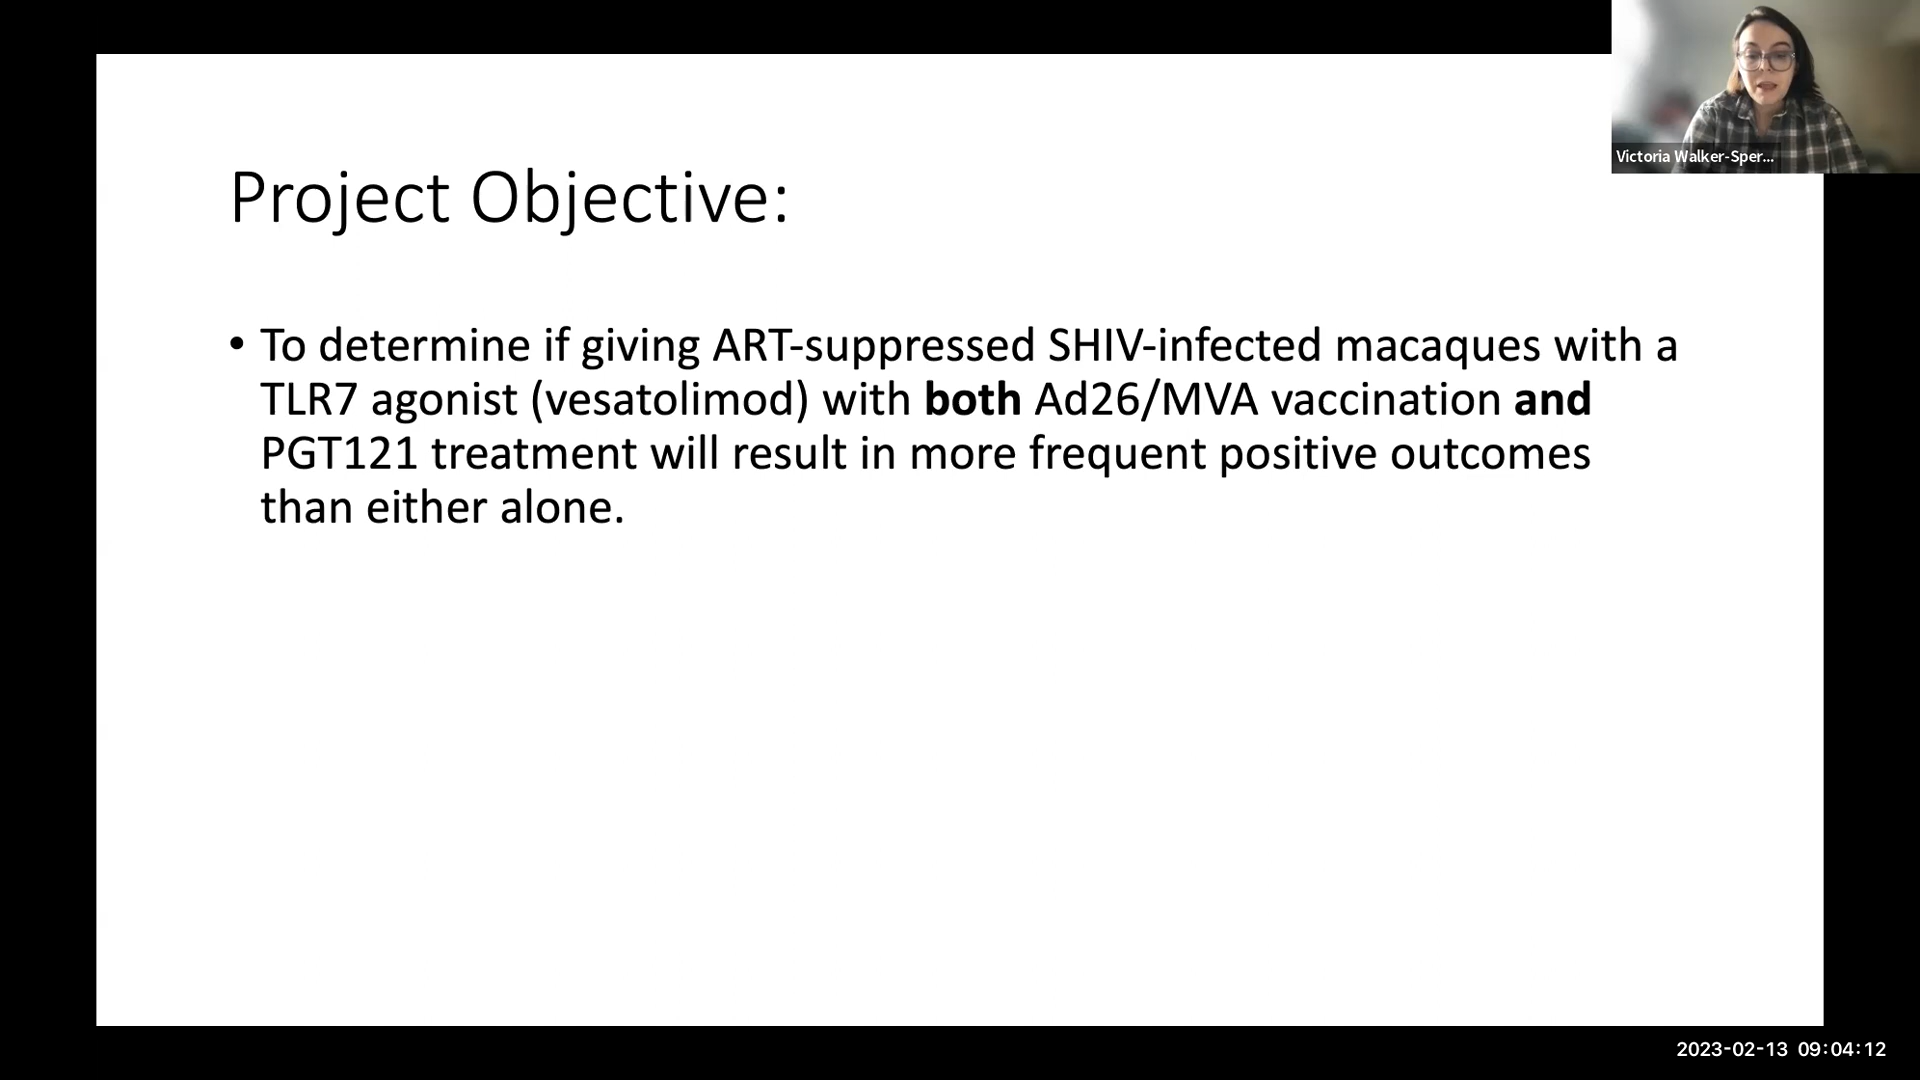 Victoria Walker-Sper...
Project Objective:
• To determine if giving ART-suppressed SHIV-infected macaques with a
TLR7 agonist (vesatolimod) with both Ad26/MVA vaccination and
PGT121 treatment will result in more frequent positive outcomes
than either alone.
2023-02-13 09:04:12